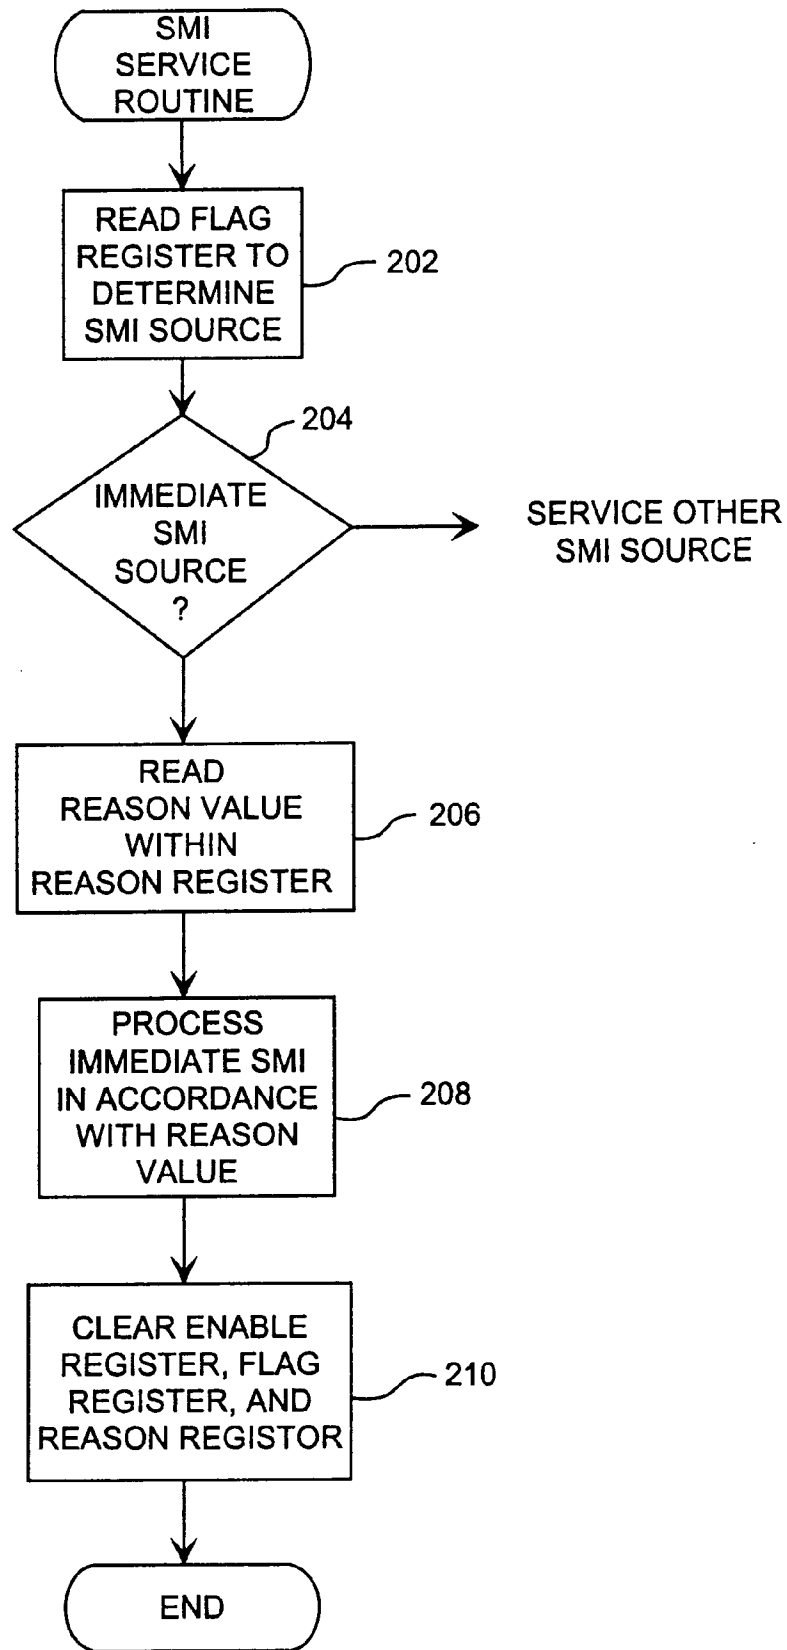 SMI
SERVICE
ROUTINE
READ FLAG
REGISTER TO
DETERMINE
SMI SOURCE
202
204
IMMEDIATE
SMI
SOURCE
?
SERVICE OTHER
SMI SOURCE
READ
REASON VALUE
WITHIN
REASON REGISTER
206
PROCESS
IMMEDIATE SMI
IN ACCORDANCE
WITH REASON
VALUE
208
CLEAR ENABLE
REGISTER, FLAG
REGISTER, AND
REASON REGISTOR
210
END